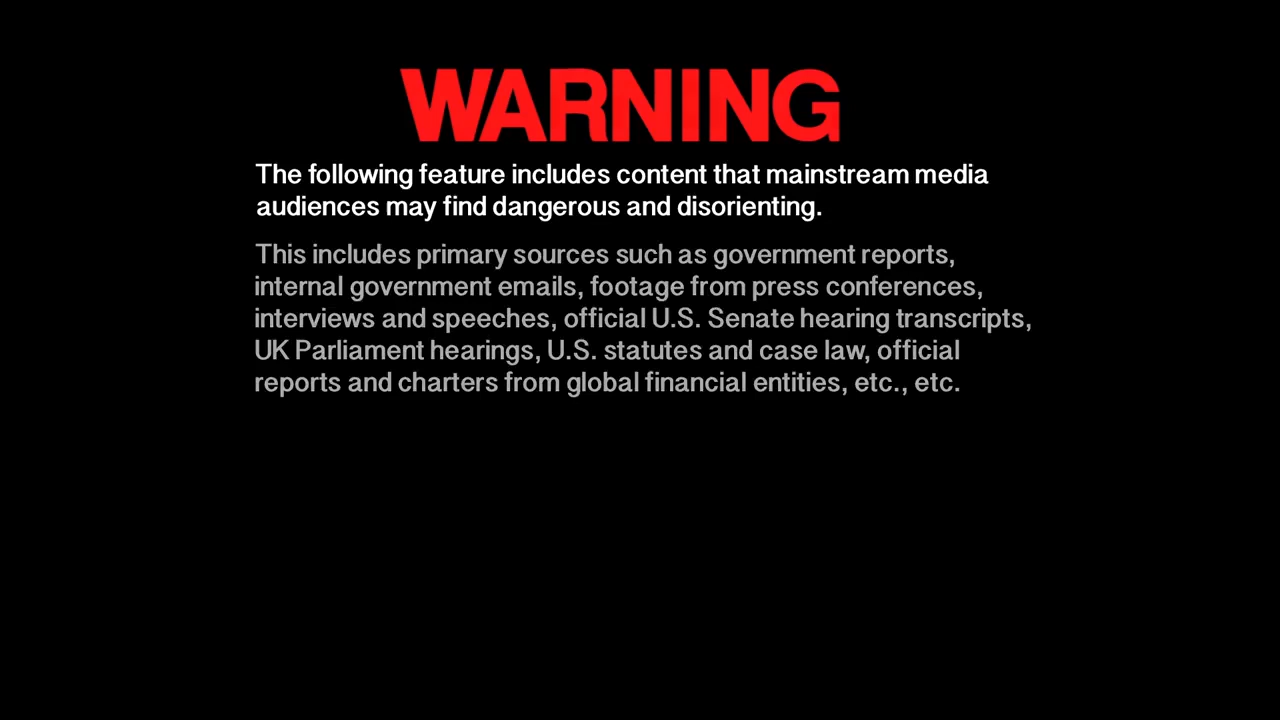 WARNING
The following feature includes content that mainstream media
audiences may find dangerous and disorienting.
This includes primary sources such as government reports,
internal government emails, footage from press conferences,
interviews and speeches, official U.S. Senate hearing transcripts,
UK Parliament hearings, U.S. statutes and case law, official
reports and charters from global financial entities, etc., etc.